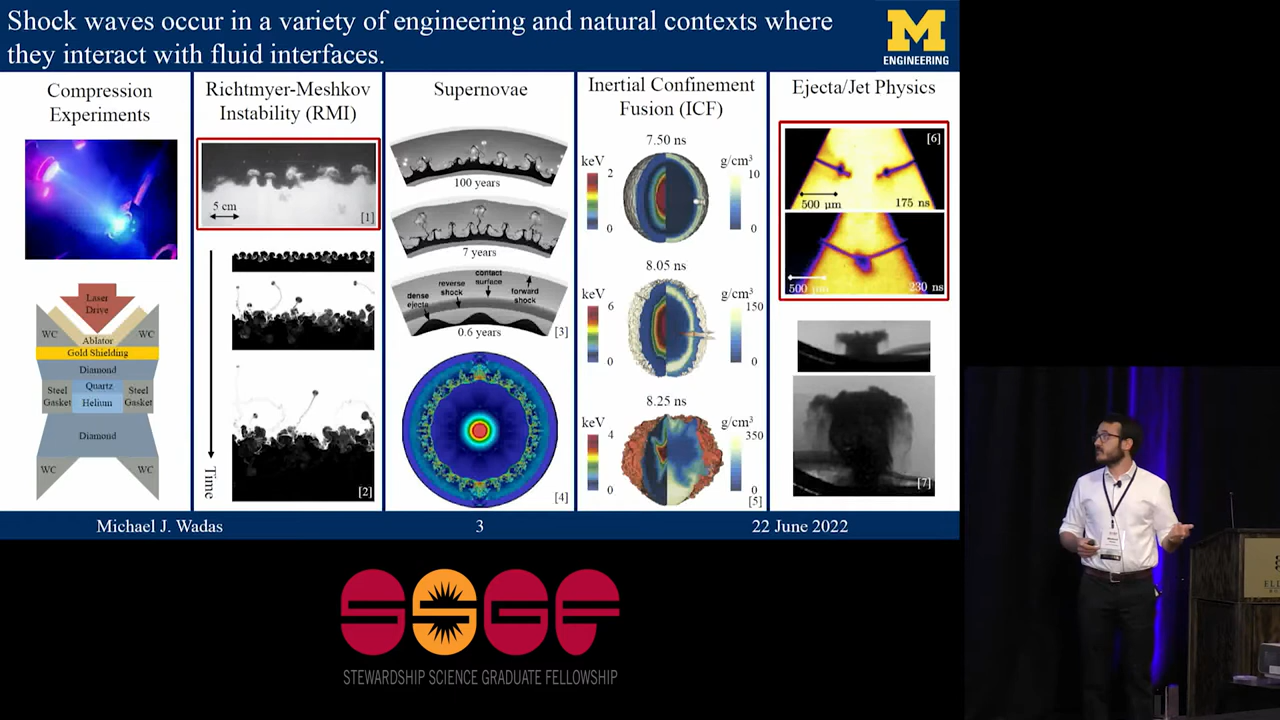 Shock waves occur in a variety of engineering and natural contexts where
they interact with fluid interfaces.
M
ENGINEERING
Compression
Experiments
Laser
Drive
WC
WC
Ablator
Gold Shielding
Diamond
Steel
Gasket
Quartz
Helium
Steel
Gasket
Diamond
WC
WC
Richtmyer-Meshkov
Instability (RMI)
5 cm
[1]
Time
[2]
Supernovae
100 years
7 years
dense
ejecta
reverse
shock
contact
surface
forward
shock
0.6 years
[3]
[4]
Inertial Confinement
Fusion (ICF)
7.50 ns
keV
g/cm³
2
10
0
0
8.05 ns
keV
g/cm³
6
150
0
0
8.25 ns
keV
g/cm³
4
350
0
0
[5]
Ejecta/Jet Physics
[6]
500 μm
175 ns
500 μm
230 ns
[7]
Michael J. Wadas
3
22 June 2022
SSGF
STEWARDSHIP SCIENCE GRADUATE FELLOWSHIP